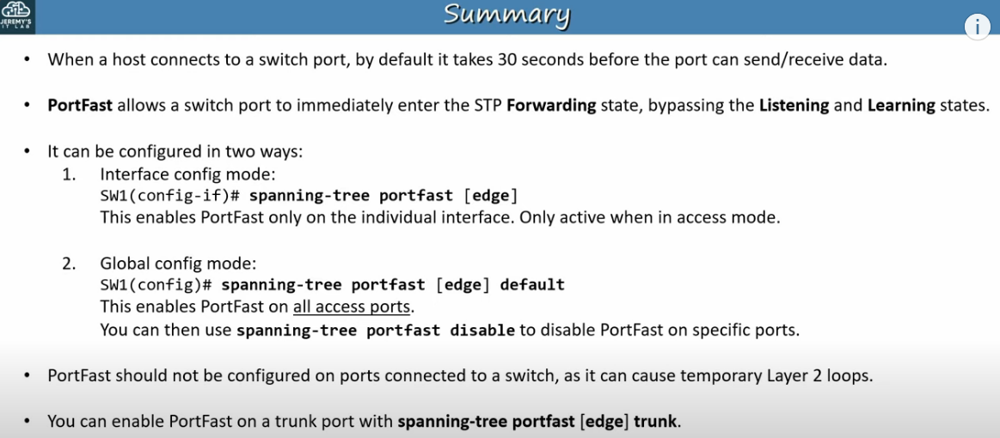 JEREMY'S
IT LAB
Summary
i
• When a host connects to a switch port, by default it takes 30 seconds before the port can send/receive data.
• PortFast allows a switch port to immediately enter the STP Forwarding state, bypassing the Listening and Learning states.
• It can be configured in two ways:
1. Interface config mode:
SW1(config-if)# spanning-tree portfast [edge]
This enables PortFast only on the individual interface. Only active when in access mode.
2. Global config mode:
SW1(config)# spanning-tree portfast [edge] default
This enables PortFast on all access ports.
You can then use spanning-tree portfast disable to disable PortFast on specific ports.
• PortFast should not be configured on ports connected to a switch, as it can cause temporary Layer 2 loops.
• You can enable PortFast on a trunk port with spanning-tree portfast [edge] trunk.